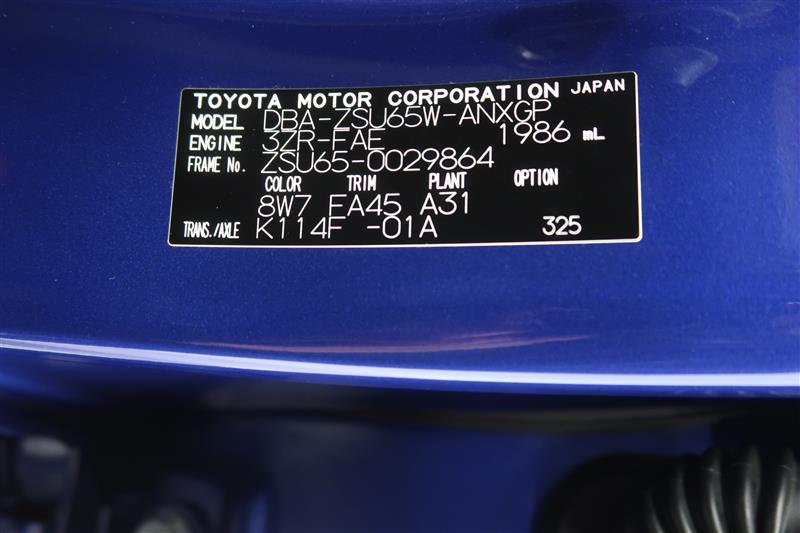 TOYOTA MOTOR CORPORATION JAPAN
MODEL DBA-ZSU65W-ANXGP
ENGINE 3ZR-FAE 1986 mL
FRAME No. ZSU65-0029864
COLOR TRIM PLANT OPTION
8W7 FA45 A31
TRANS./AXLE K114F -01A 325